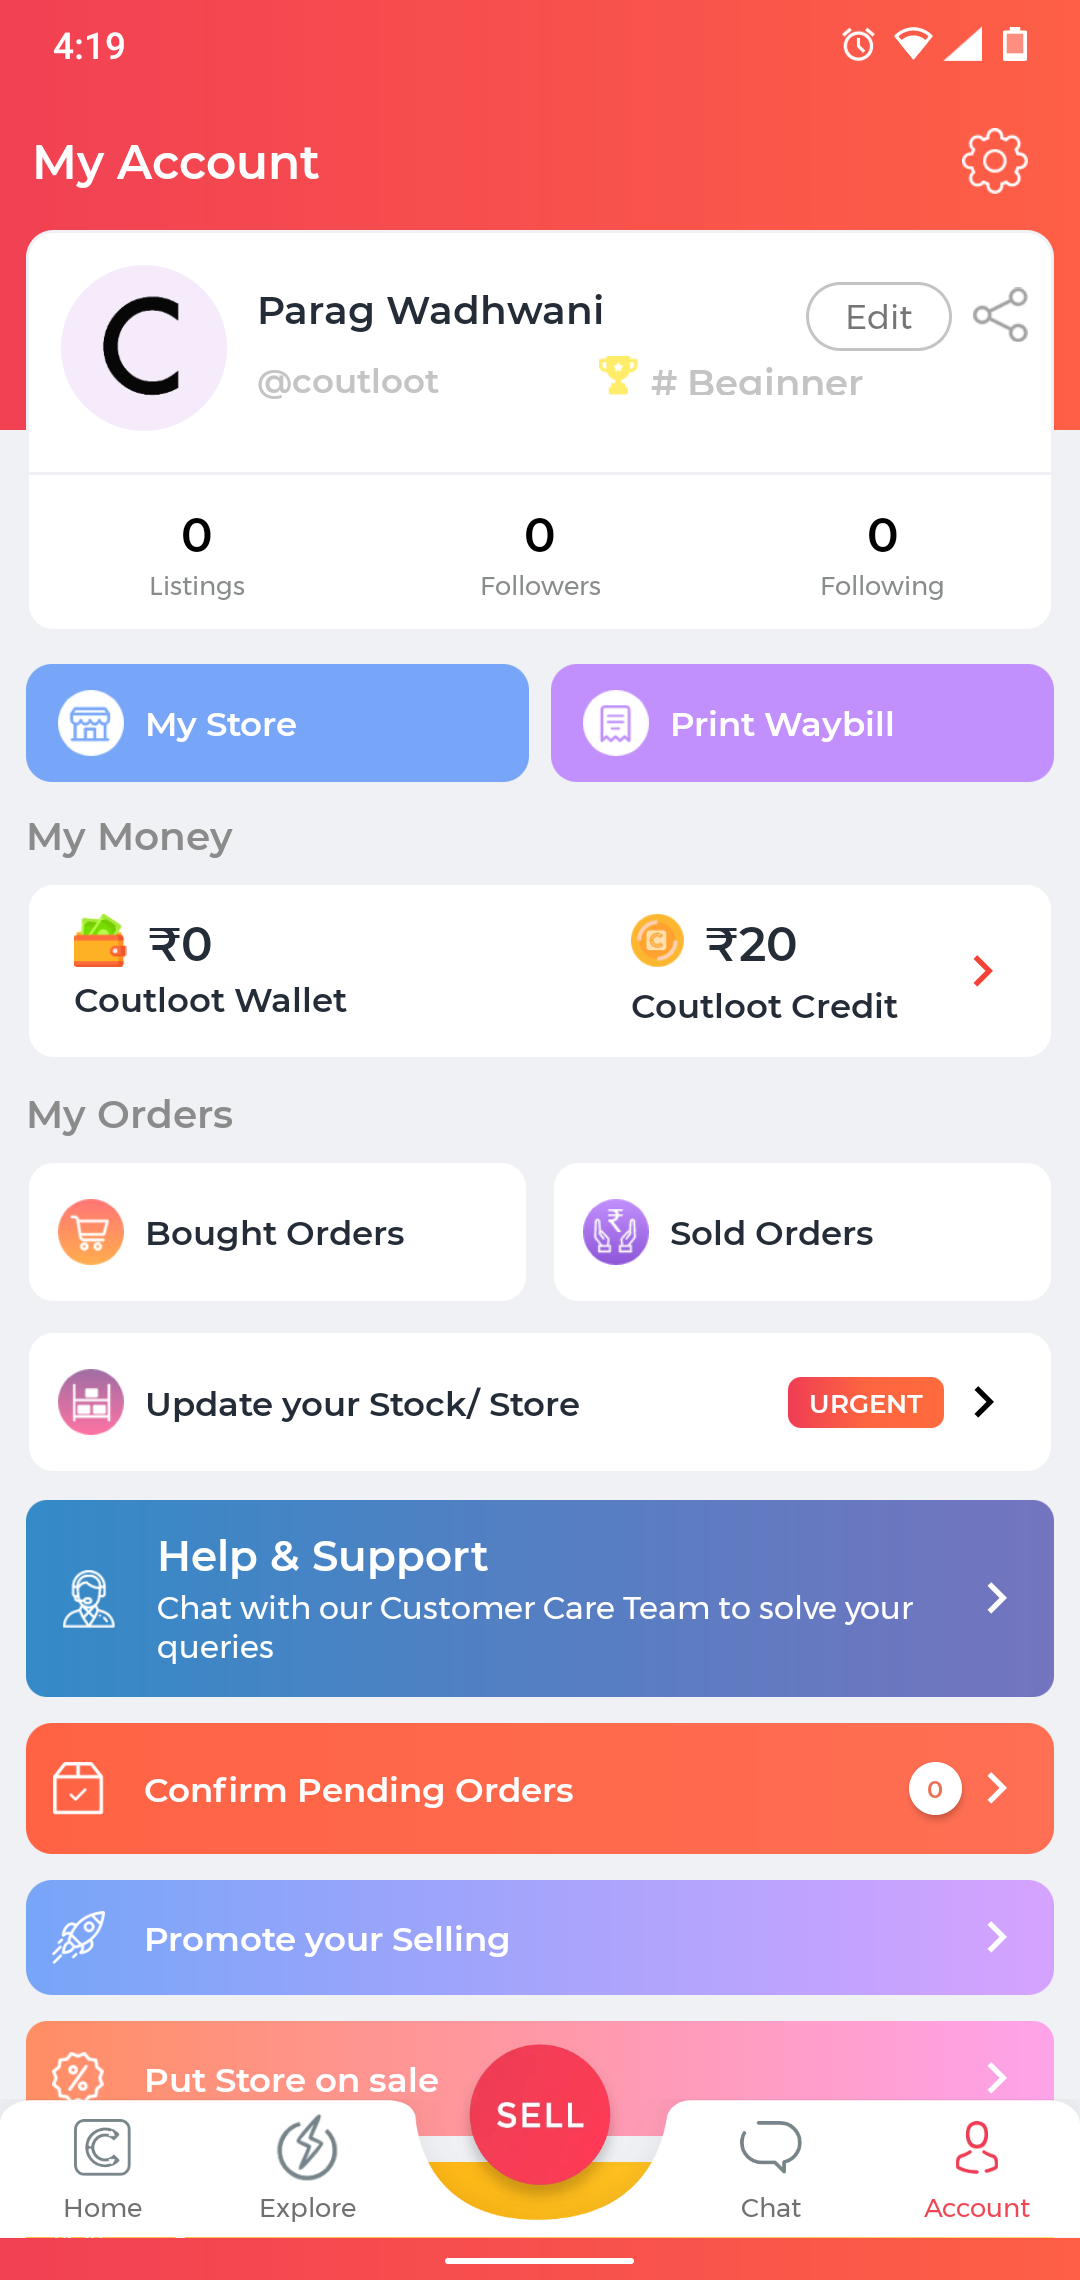 4:19
My Account
Parag Wadhwani
Edit
@coutloot
# Beginner
0
0
0
Listings
Followers
Following
My Store
Print Waybill
My Money
₹0
₹20
Coutloot Wallet
Coutloot Credit
My Orders
Bought Orders
Sold Orders
Update your Stock/ Store
URGENT
Help & Support
Chat with our Customer Care Team to solve your
queries
Confirm Pending Orders
0
Promote your Selling
Put Store on sale
SELL
Home
Explore
Chat
Account